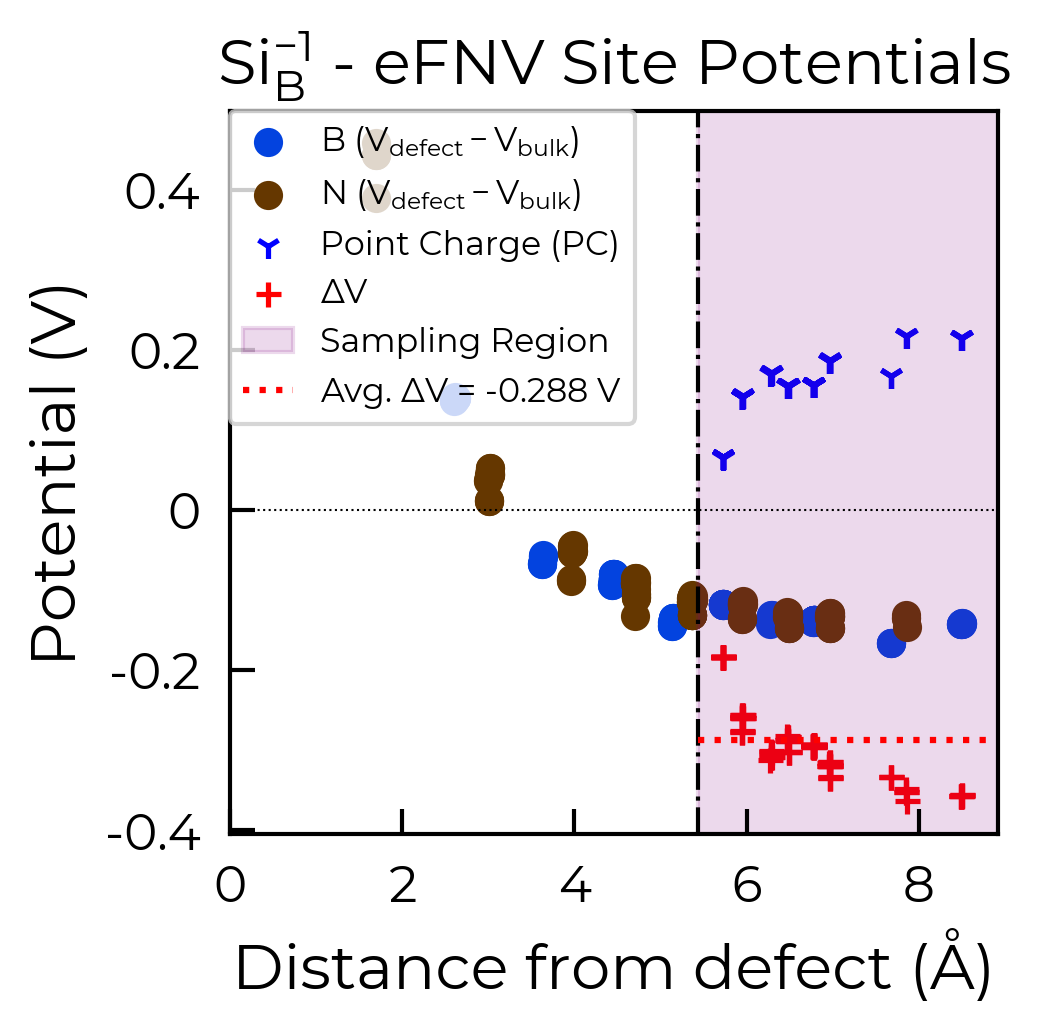 Si_B^{−1} - eFNV Site Potentials
B (V_defect − V_bulk)
N (V_defect − V_bulk)
Point Charge (PC)
ΔV
Sampling Region
Avg. ΔV = -0.288 V
Potential (V)
0.4
0.2
0
-0.2
-0.4
0 2 4 6 8
Distance from defect (Å)